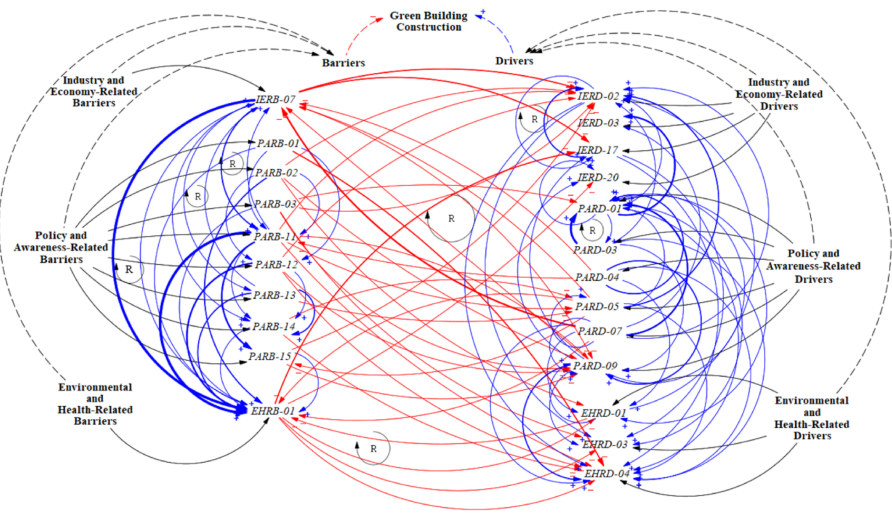 Green Building
Construction
Barriers
Drivers
Industry and
Economy-Related
Barriers
Policy and
Awareness-Related
Barriers
Environmental
and
Health-Related
Barriers
IERB-07
PARB-01
PARB-02
PARB-03
PARB-11
PARB-12
PARB-13
PARB-14
PARB-15
EHRB-01
R
R
R
R
R
R
R
IERD-02
IERD-03
IERD-17
IERD-20
PARD-01
PARD-03
PARD-04
PARD-05
PARD-07
PARD-09
EHRD-01
EHRD-03
EHRD-04
Industry and
Economy-Related
Drivers
Policy and
Awareness-Related
Drivers
Environmental
and
Health-Related
Drivers